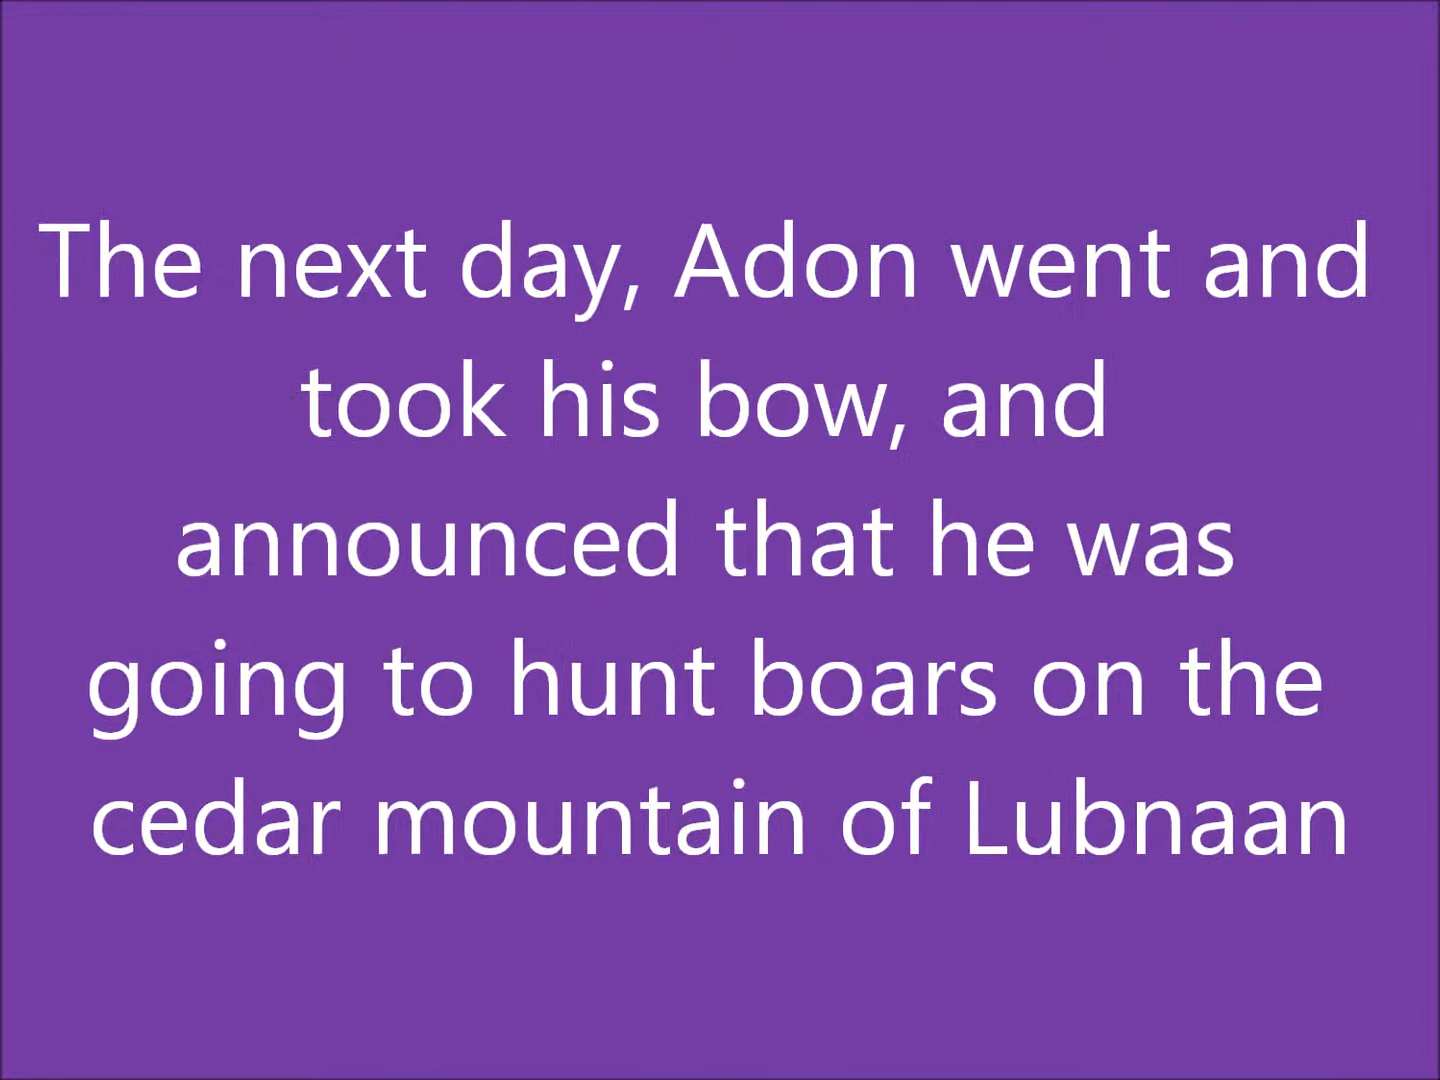 The next day, Adon went and
took his bow, and
announced that he was
going to hunt boars on the
cedar mountain of Lubnaan